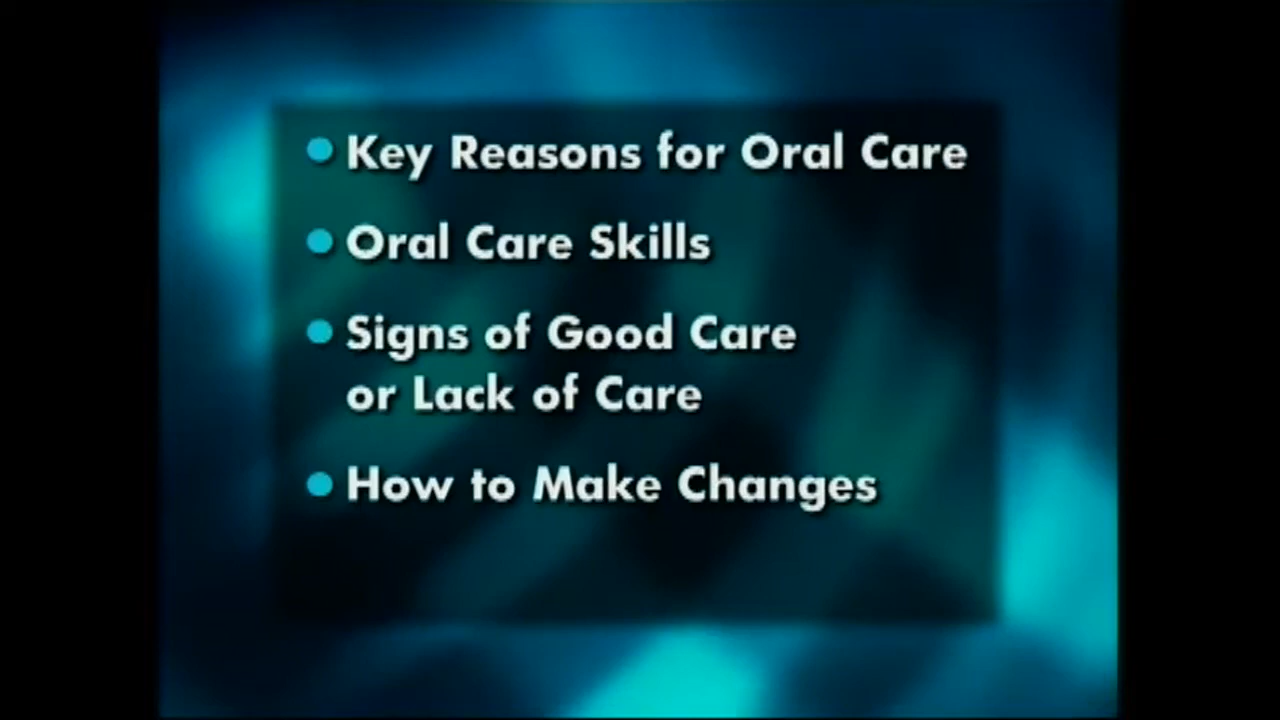 • Key Reasons for Oral Care
• Oral Care Skills
• Signs of Good Care
or Lack of Care
• How to Make Changes